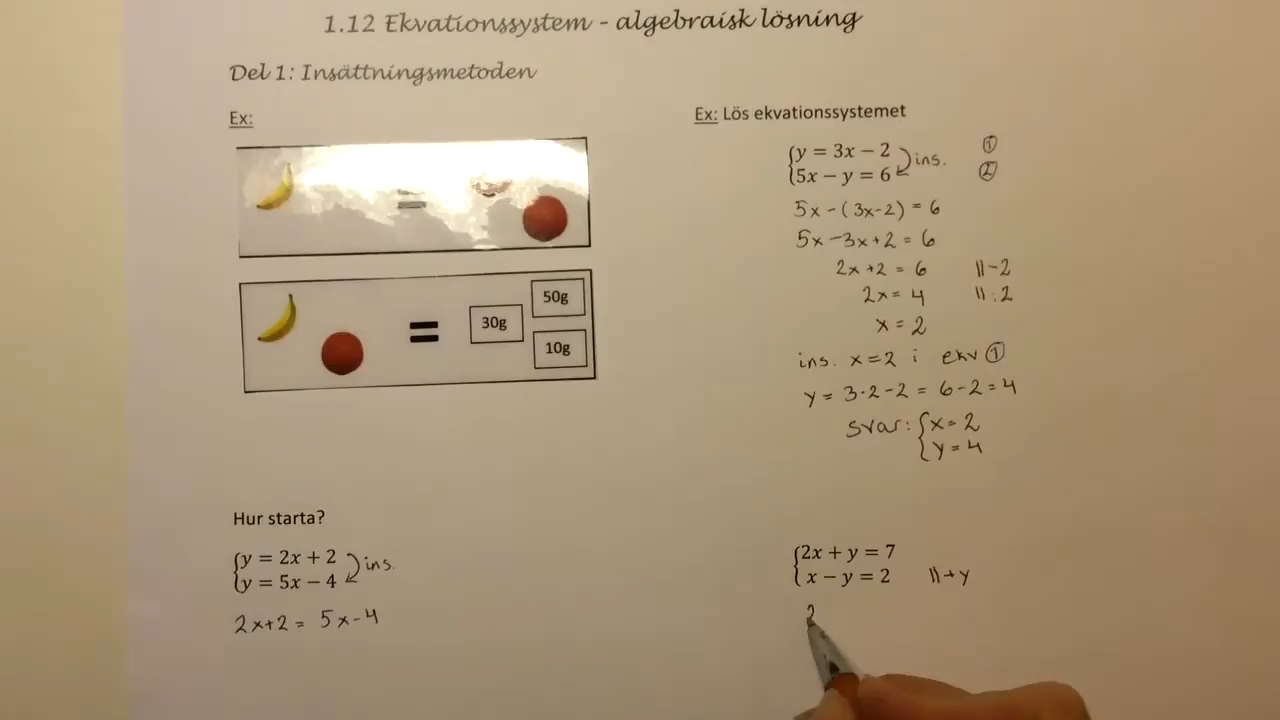 1.12 Ekvationssystem - algebraisk lösning
Del 1: Insättningsmetoden
Ex:
=
=
30g
50g
10g
Hur starta?
y = 2x + 2
y = 5x − 4
ins.
2x+2 = 5x-4
Ex: Lös ekvationssystemet
y = 3x − 2 ①
5x − y = 6 ②
ins.
5x-(3x-2) = 6
5x-3x+2 = 6
2x+2 = 6 ||-2
2x = 4 ||:2
x = 2
ins. x=2 i ekv ①
y = 3·2-2 = 6-2=4
svar: x=2
y=4
2x + y = 7
x − y = 2 ||+y
2